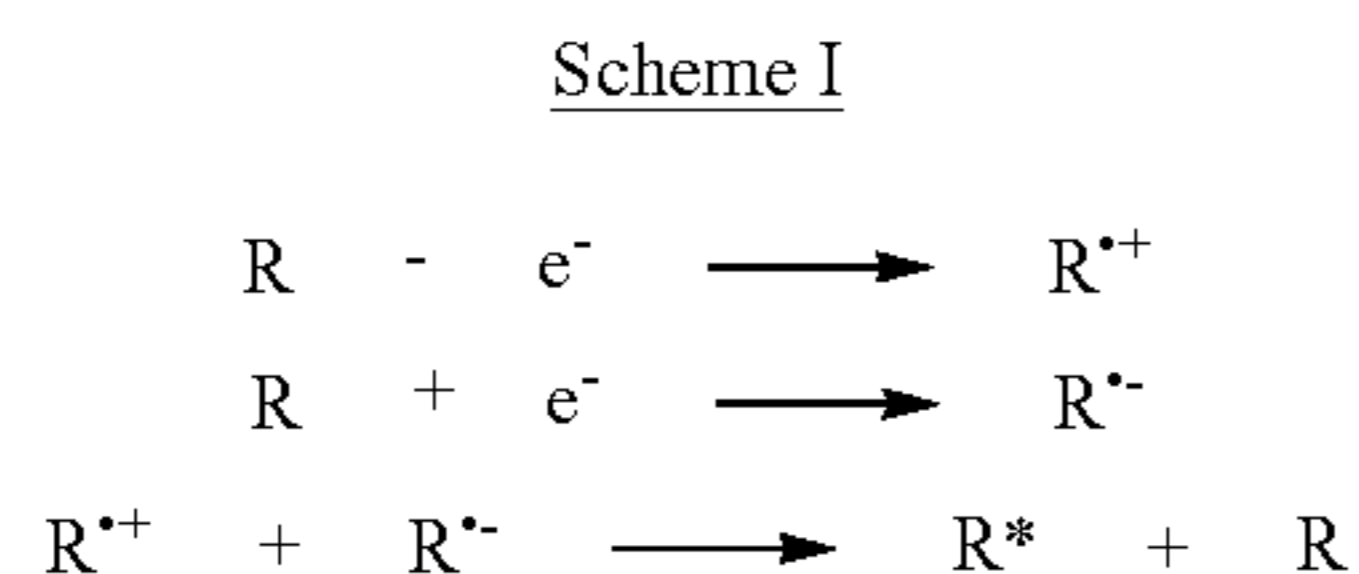 Scheme I
R - e⁻ ⟶ R•⁺
R + e⁻ ⟶ R•⁻
R•⁺ + R•⁻ ⟶ R* + R